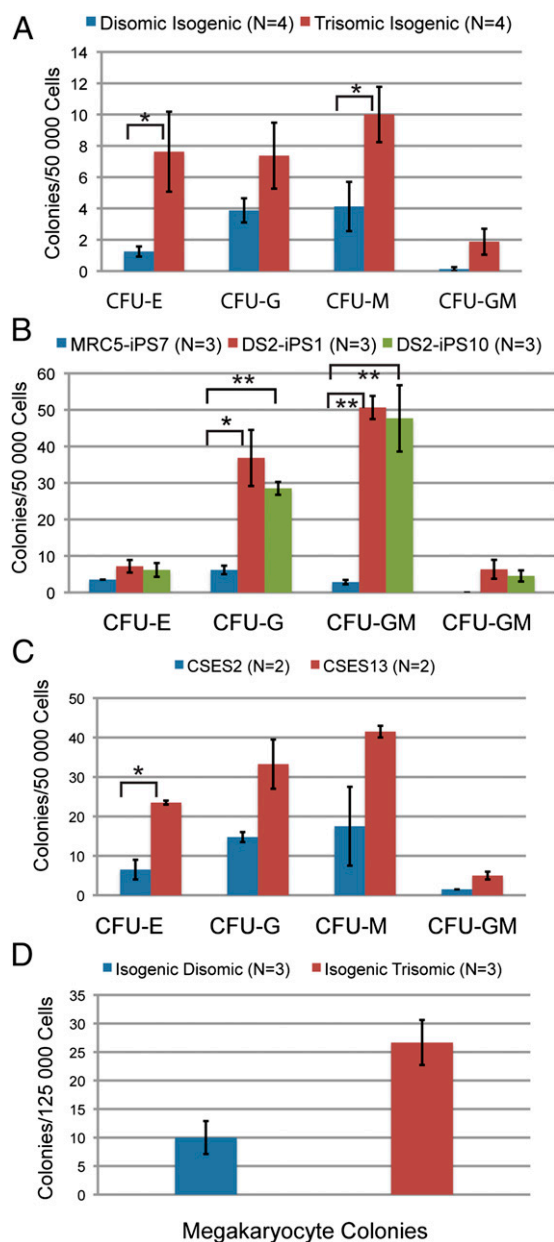 A
Disomic Isogenic (N=4) Trisomic Isogenic (N=4)
Colonies/50 000 Cells
14
12
10
8
6
4
2
0
*
*
CFU-E CFU-G CFU-M CFU-GM
B
MRC5-iPS7 (N=3) DS2-iPS1 (N=3) DS2-iPS10 (N=3)
Colonies/50 000 Cells
60
50
40
30
20
10
0
**
*
**
**
CFU-E CFU-G CFU-GM CFU-GM
C
CSES2 (N=2) CSES13 (N=2)
Colonies/50 000 Cells
50
40
30
20
10
0
*
CFU-E CFU-G CFU-M CFU-GM
D
Isogenic Disomic (N=3) Isogenic Trisomic (N=3)
Colonies/125 000 Cells
35
30
25
20
15
10
5
0
Megakaryocyte Colonies